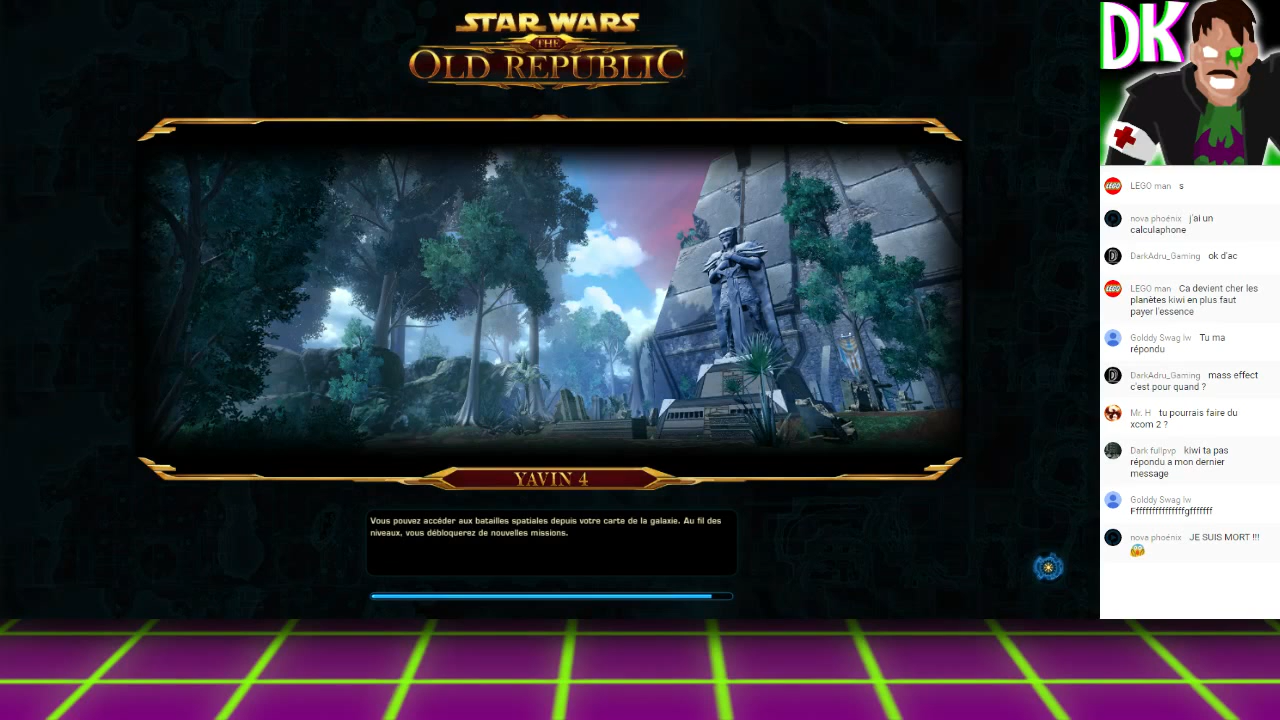 STAR WARS
THE
OLD REPUBLIC
YAVIN 4
Vous pouvez accéder aux batailles spatiales depuis votre carte de la galaxie. Au fil des
niveaux, vous débloquerez de nouvelles missions.
DK
LEGO
LEGO man s
nova phoénix j'ai un
calculaphone
DarkAdru_Gaming ok d'ac
LEGO
LEGO man Ca devient cher les
planètes kiwi en plus faut
payer l'essence
Golddy Swag lw Tu ma
répondu
DarkAdru_Gaming mass effect
c'est pour quand ?
Mr. H tu pourrais faire du
xcom 2 ?
Dark fullpvp kiwi ta pas
répondu a mon dernier
message
Golddy Swag lw
Fffffffffffffffffgfffffff
nova phoénix JE SUIS MORT !!!
😱